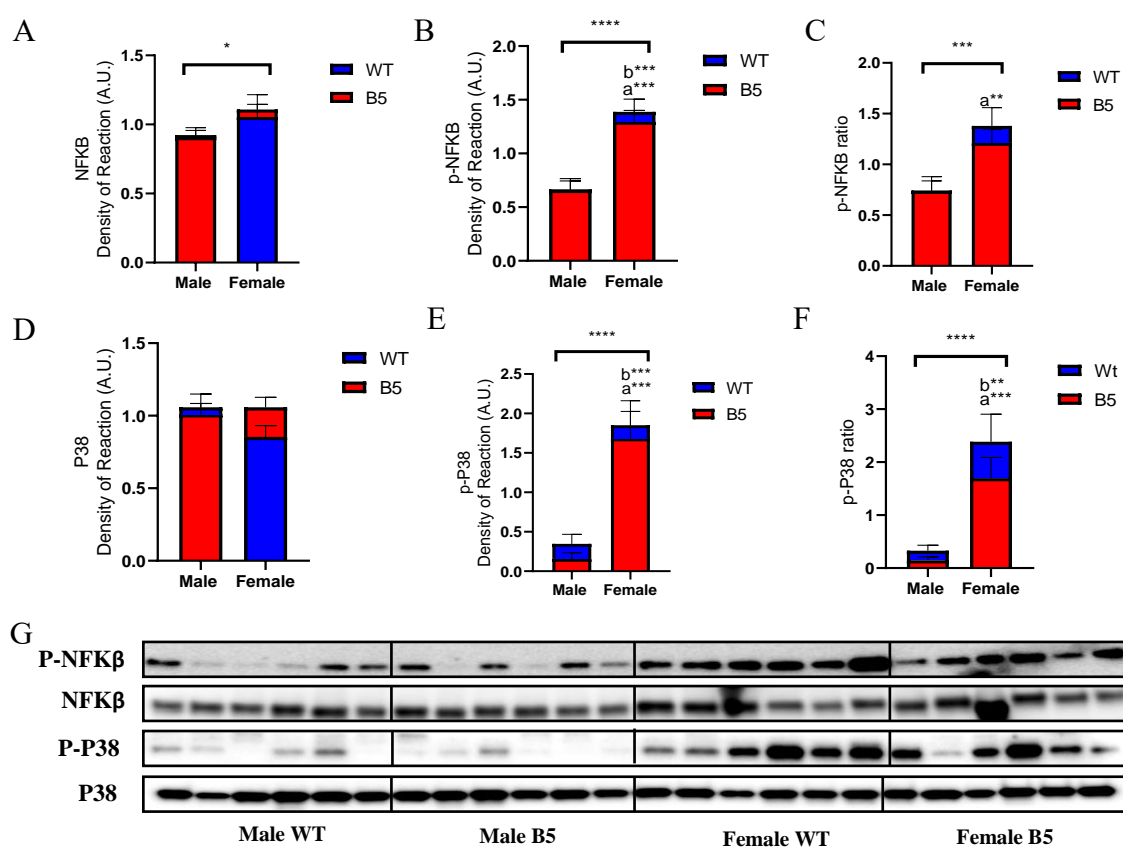 A
*
NFKB
Density of Reaction (A.U.)
1.5
1.0
0.5
0.0
Male
Female
WT
B5
B
****
b***
a***
p-NFKB
Density of Reaction (A.U.)
2.0
1.5
1.0
0.5
0.0
Male
Female
WT
B5
C
***
a**
p-NFKB ratio
2.0
1.5
1.0
0.5
0.0
Male
Female
WT
B5
D
P38
Density of Reaction (A.U.)
1.5
1.0
0.5
0.0
Male
Female
WT
B5
E
****
b***
a***
p-P38
Density of Reaction (A.U.)
2.5
2.0
1.5
1.0
0.5
0.0
Male
Female
WT
B5
F
****
b**
a***
p-P38 ratio
4
3
2
1
0
Male
Female
Wt
B5
G
P-NFKβ
NFKβ
P-P38
P38
Male WT
Male B5
Female WT
Female B5